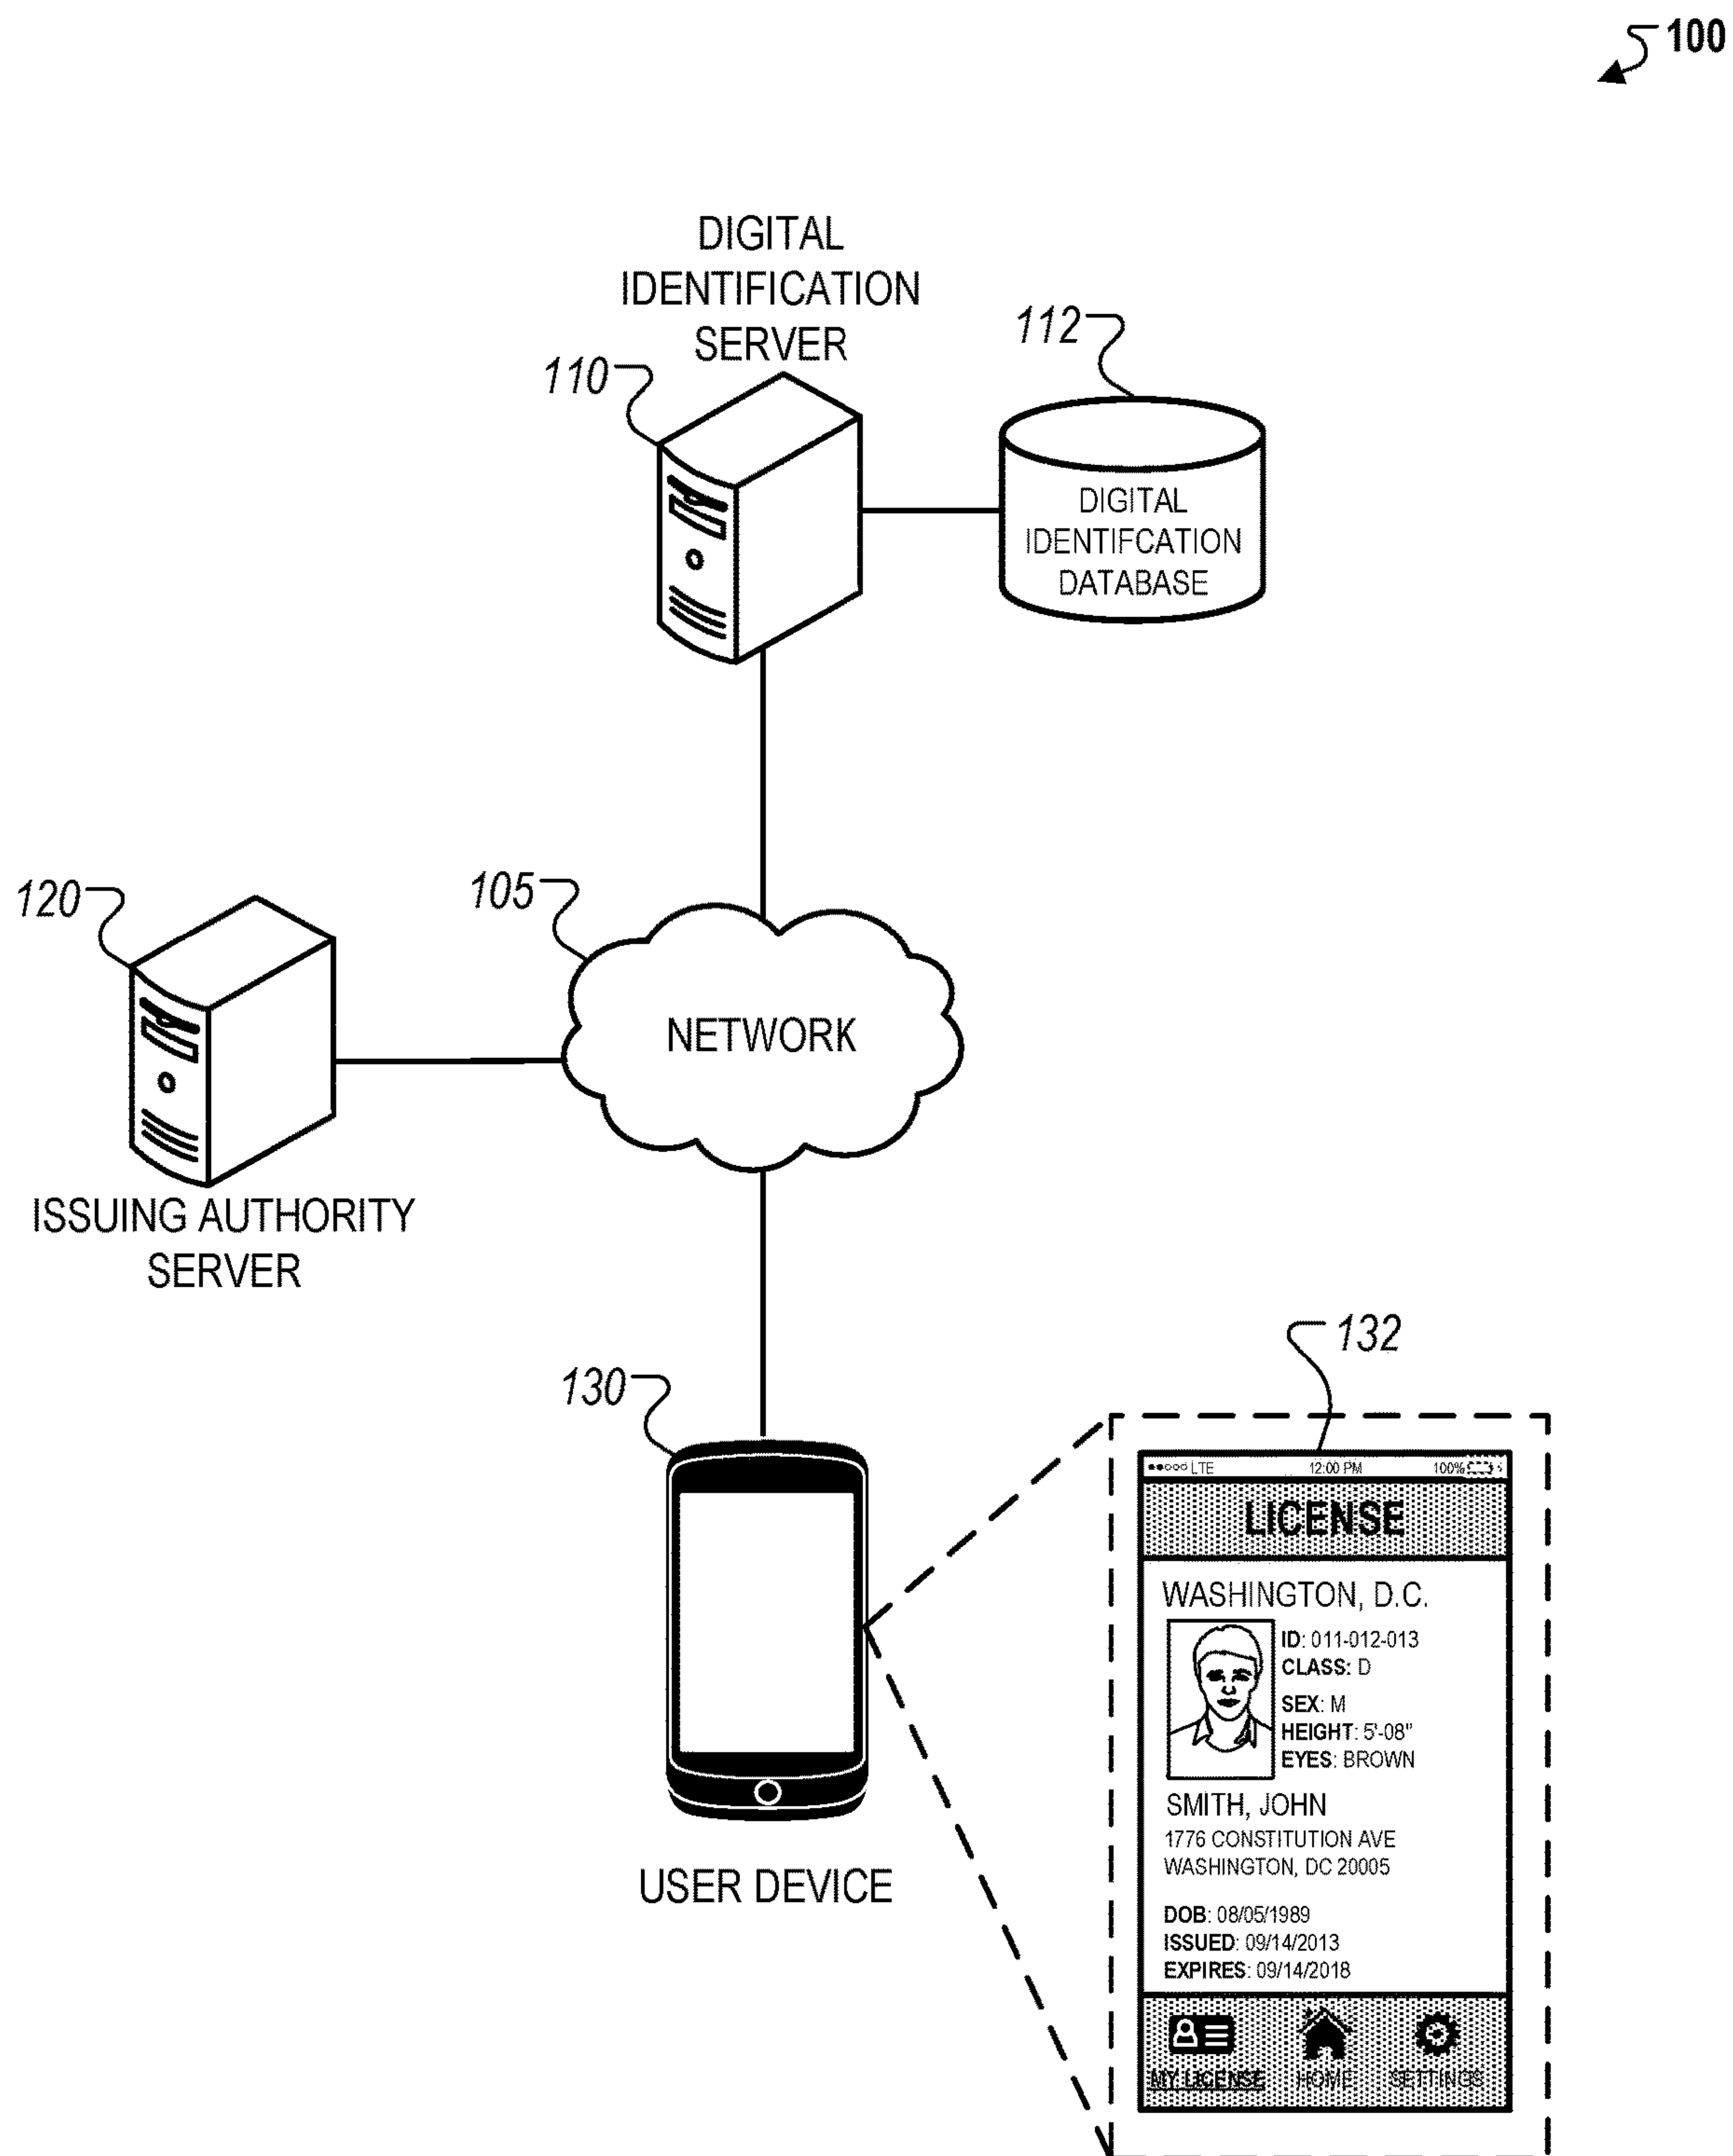 100
DIGITAL
IDENTIFICATION
SERVER
110
112
DIGITAL
IDENTIFCATION
DATABASE
120
105
NETWORK
ISSUING AUTHORITY
SERVER
130
USER DEVICE
132
LTE 12:00 PM 100%
LICENSE
WASHINGTON, D.C.
ID: 011-012-013
CLASS: D
SEX: M
HEIGHT: 5'-08"
EYES: BROWN
SMITH, JOHN
1776 CONSTITUTION AVE
WASHINGTON, DC 20005
DOB: 08/05/1989
ISSUED: 09/14/2013
EXPIRES: 09/14/2018
MY LICENSE HOME SETTINGS